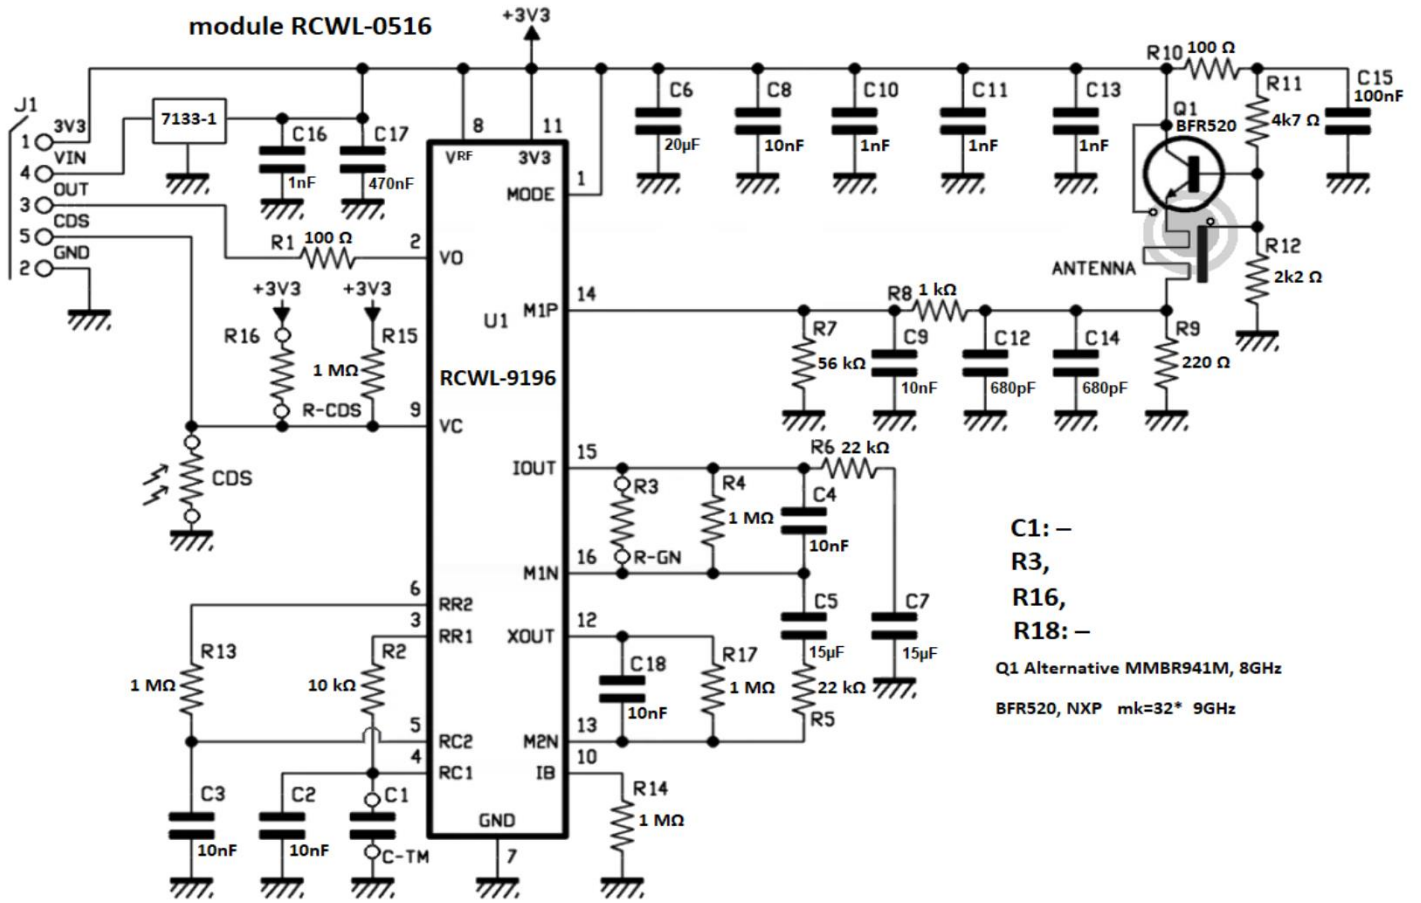 module RCWL-0516
+3V3
J1
1
3V3
4
VIN
3
OUT
5
CDS
2
GND
7133-1
C16
1nF
C17
470nF
8
11
VRF
3V3
MODE
1
C6
20µF
C8
10nF
C10
1nF
C11
1nF
C13
1nF
R10
100 Ω
Q1
BFR520
R11
4k7 Ω
C15
100nF
R1
100 Ω
2
VO
ANTENNA
R12
2k2 Ω
+3V3
+3V3
R16
R15
1 MΩ
R-CDS
M1P
14
U1
RCWL-9196
R7
56 kΩ
R8
1 kΩ
C9
10nF
C12
680pF
C14
680pF
R9
220 Ω
9
VC
CDS
IOUT
15
R3
R-GN
R4
1 MΩ
R6 22 kΩ
C4
10nF
M1N
16
C5
15µF
C7
15µF
C1: –
R3,
R16,
R18: –
Q1 Alternative MMBR941M, 8GHz
BFR520, NXP mk=32* 9GHz
6
RR2
3
RR1
R13
1 MΩ
R2
10 kΩ
XOUT
12
C18
10nF
R17
1 MΩ
22 kΩ
R5
5
RC2
M2N
13
4
RC1
IB
10
C3
10nF
C2
10nF
C1
C-TM
R14
1 MΩ
GND
7